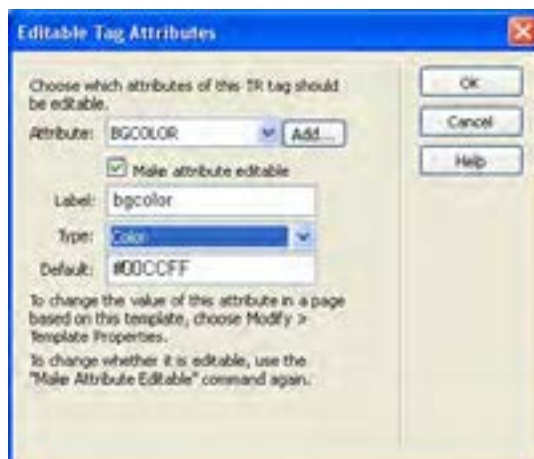 Editable Tag Attributes
Choose which attributes of this TR tag should
be editable.
OK
Attribute: BGCOLOR Add...
Cancel
Make attribute editable
Help
Label: bgcolor
Type: Color
Default: #00CCFF
To change the value of this attribute in a page
based on this template, choose Modify >
Template Properties.
To change whether it is editable, use the
"Make Attribute Editable" command again.